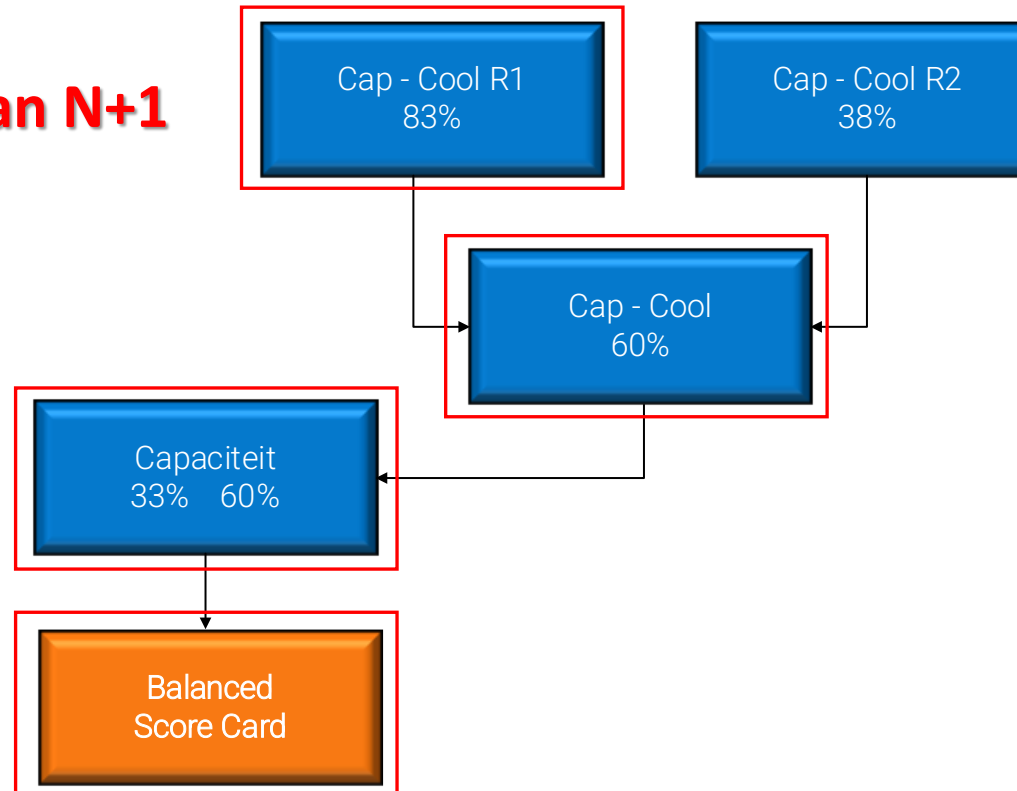 Cap - Cool R1
83%
Cap - Cool R2
38%
an N+1
Cap - Cool
60%
Capaciteit
33% 60%
Balanced
Score Card